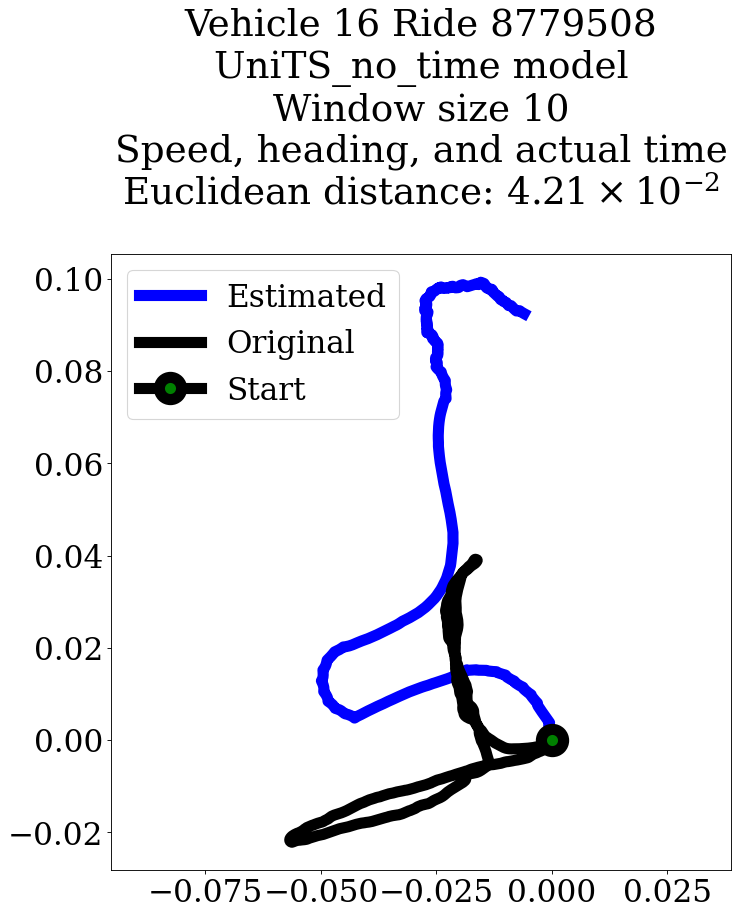 Vehicle 16 Ride 8779508
UniTS_no_time model
Window size 10
Speed, heading, and actual time
Euclidean distance: 4.21 × 10⁻²
Estimated
Original
Start
0.10
0.08
0.06
0.04
0.02
0.00
−0.02
−0.075 −0.050 −0.025 0.000 0.025